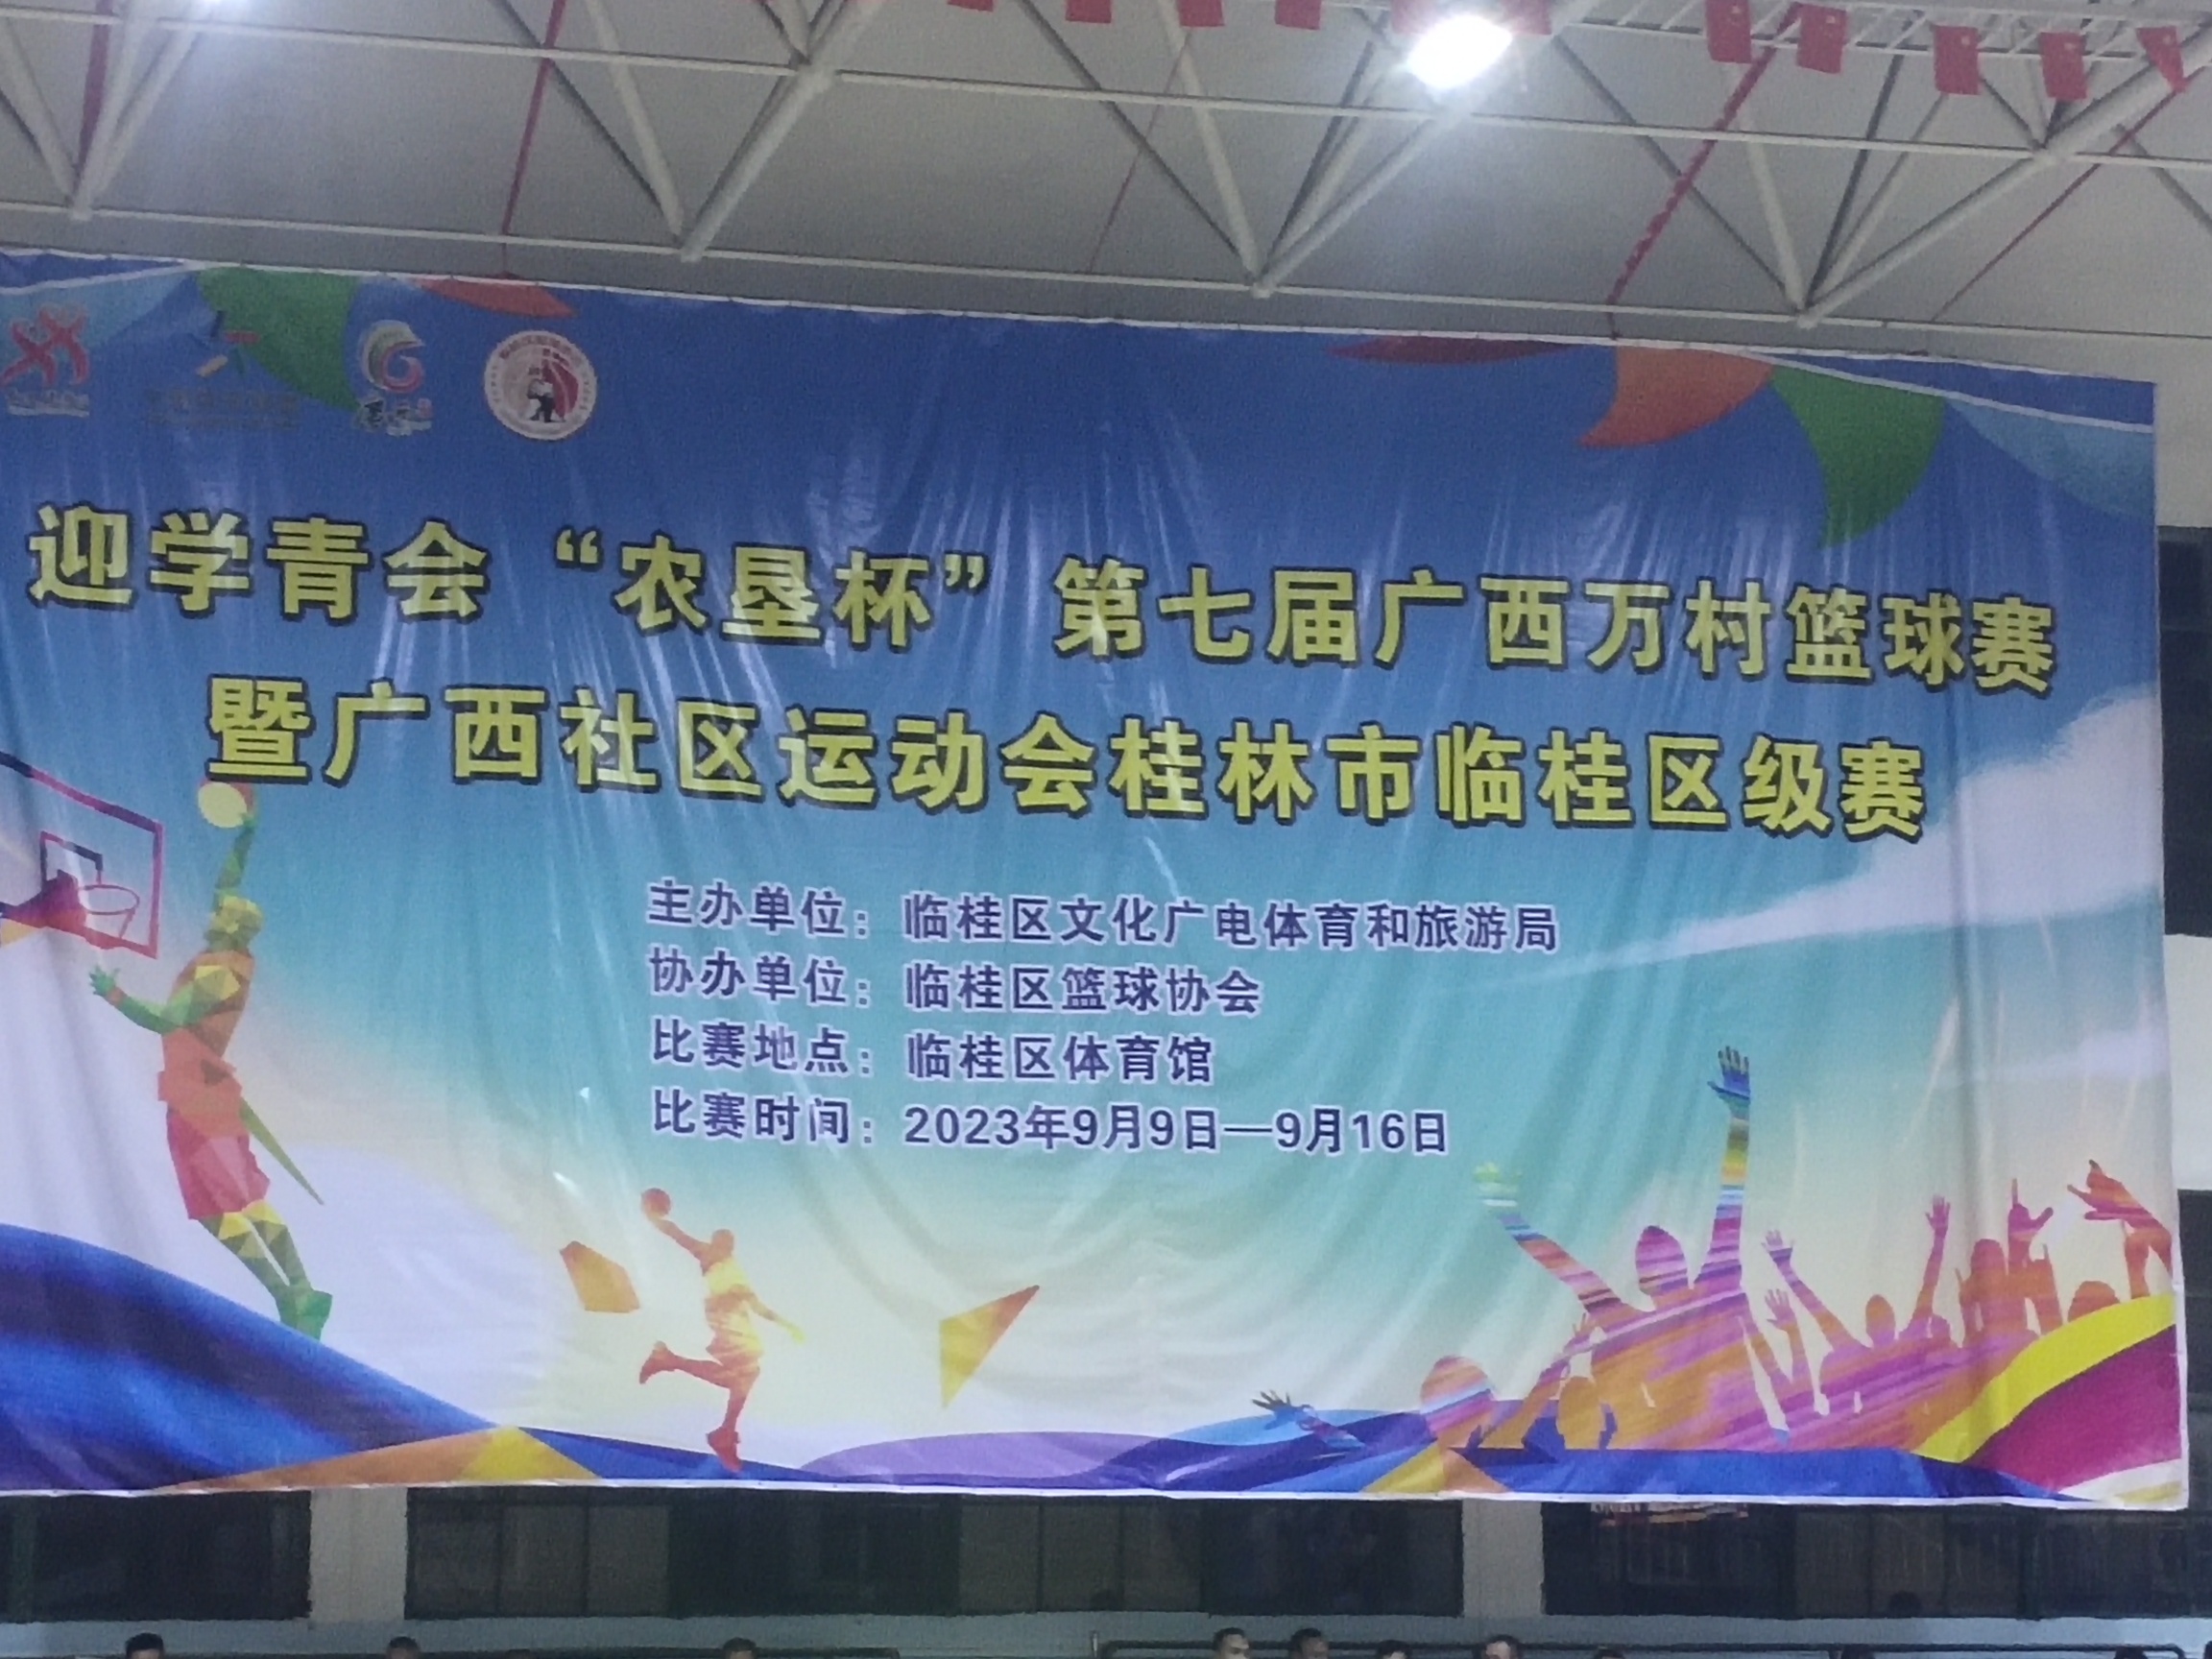 迎学青会“农垦杯”第七届广西万村篮球赛
暨广西社区运动会桂林市临桂区级赛
主办单位：临桂区文化广电体育和旅游局
协办单位：临桂区篮球协会
比赛地点：临桂区体育馆
比赛时间：2023年9月9日—9月16日